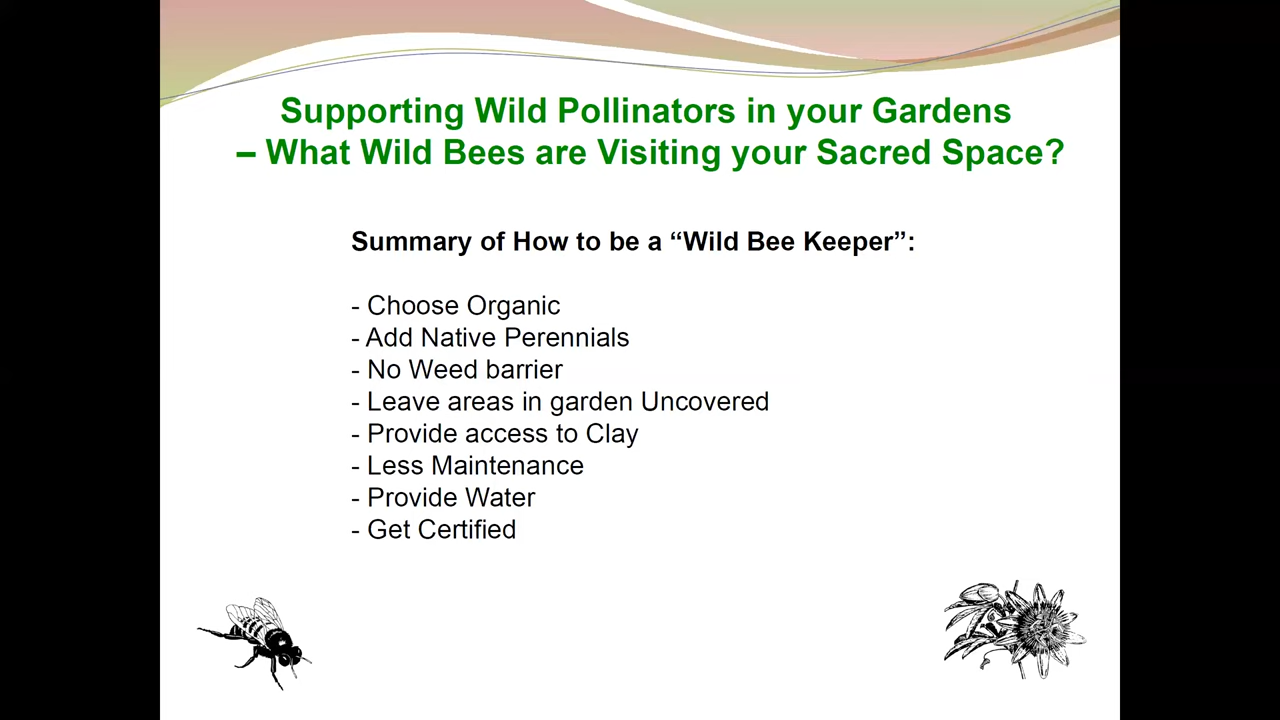 Supporting Wild Pollinators in your Gardens
– What Wild Bees are Visiting your Sacred Space?
Summary of How to be a “Wild Bee Keeper”:
- Choose Organic
- Add Native Perennials
- No Weed barrier
- Leave areas in garden Uncovered
- Provide access to Clay
- Less Maintenance
- Provide Water
- Get Certified